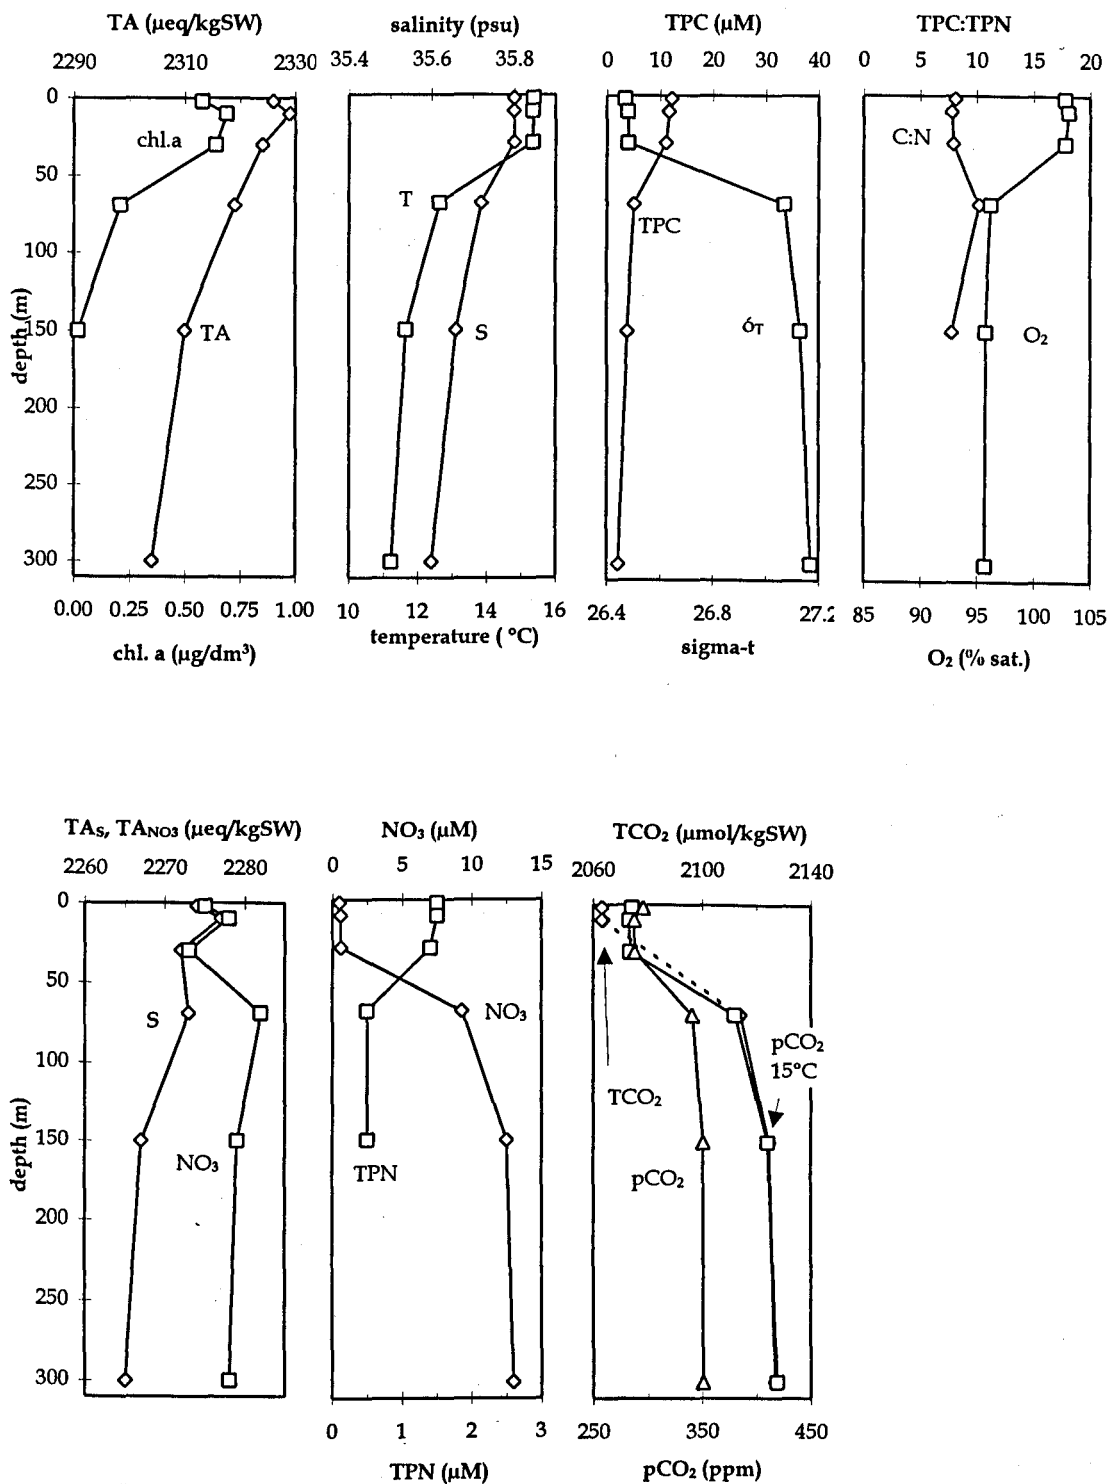 TA (μeq/kgSW) salinity (psu) TPC (μM) TPC:TPN
2290 2310 2330 35.4 35.6 35.8 0 10 20 30 40 0 5 10 15 20
0
50
100
150
200
250
300
depth (m)
chl.a
TA
T
S
TPC
óT
C:N
O₂
0.00 0.25 0.50 0.75 1.00 10 12 14 16 26.4 26.8 27.2 85 95 105
chl. a (μg/dm³) temperature ( °C) sigma-t O₂ (% sat.)
TAS, TANO3 (μeq/kgSW) NO₃ (μM) TCO₂ (μmol/kgSW)
2260 2270 2280 0 5 10 15 2060 2100 2140
0
50
100
150
200
250
300
depth (m)
S
NO₃
NO₃
TPN
TCO₂
pCO₂
15°C
pCO₂
0 1 2 3 250 350 450
TPN (μM) pCO₂ (ppm)